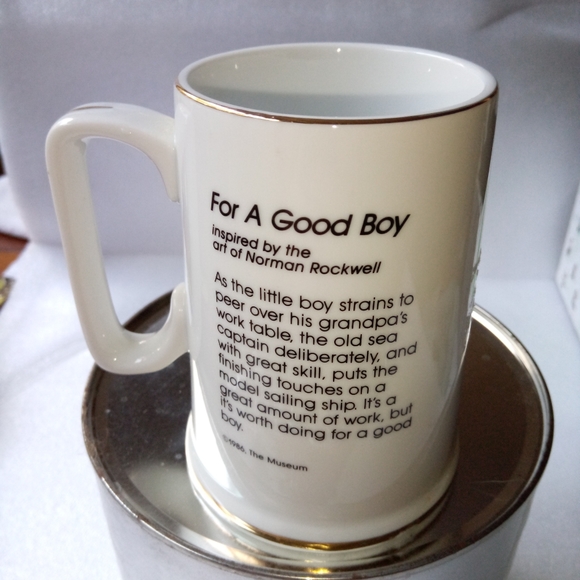 For A Good Boy
inspired by the
art of Norman Rockwell
As the little boy strains to
peer over his grandpa's
work table, the old sea
captain deliberately, and
with great skill, puts the
finishing touches on a
model sailing ship. It's a
great amount of work, but
it's worth doing for a good
boy.
©1986, The Museum